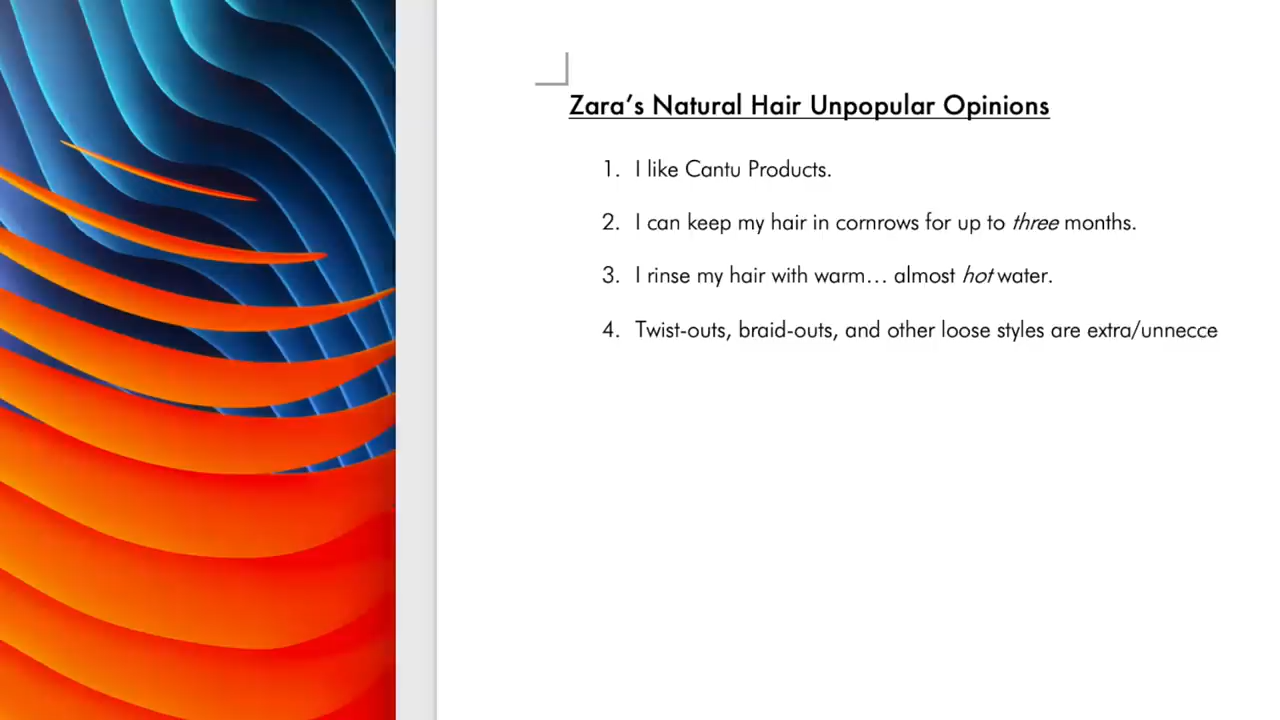 Zara’s Natural Hair Unpopular Opinions
1. I like Cantu Products.
2. I can keep my hair in cornrows for up to three months.
3. I rinse my hair with warm… almost hot water.
4. Twist-outs, braid-outs, and other loose styles are extra/unnecce